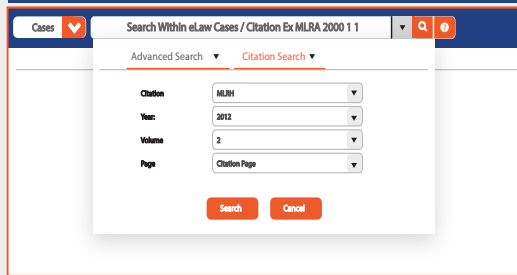 Cases Search Within eLaw Cases / Citation Ex MLRA 2000 1 1
Advanced Search Citation Search
Citation MLRH
Year: 2012
Volume 2
Page Citation Page
Search Cancel